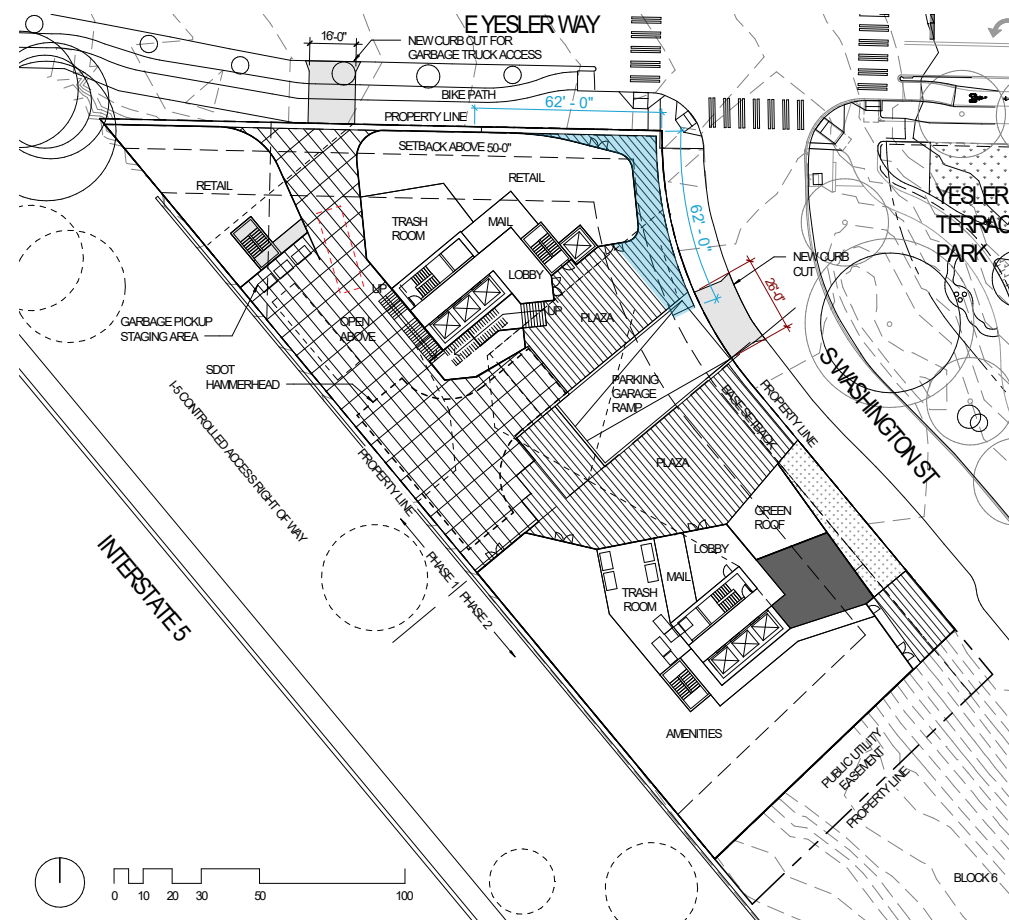 E YESLER WAY
16'-0"
NEW CURB CUT FOR
GARBAGE TRUCK ACCESS
BIKE PATH
62' - 0"
PROPERTY LINE
SETBACK ABOVE 50-0"
RETAIL
RETAIL
YESLER
TERRAC
PARK
TRASH
ROOM
MAIL
62' - 0"
LOBBY
NEW CURB
CUT
26'-0"
UP
UP
GARBAGE PICKUP
STAGING AREA
OPEN
ABOVE
PLAZA
S WASHINGTON ST
SDOT
HAMMERHEAD
PARKING
GARAGE
RAMP
BASE SETBACK
PROPERTY LINE
I-5 CONTROLLED ACCESS RIGHT OF WAY
PROPERTY LINE
PLAZA
GREEN
ROOF
INTERSTATE 5
PHASE 1
PHASE 2
LOBBY
MAIL
TRASH
ROOM
AMENITIES
PUBLIC UTILITY
EASEMENT
PROPERTY LINE
BLOCK 6
0 10 20 30 50 100